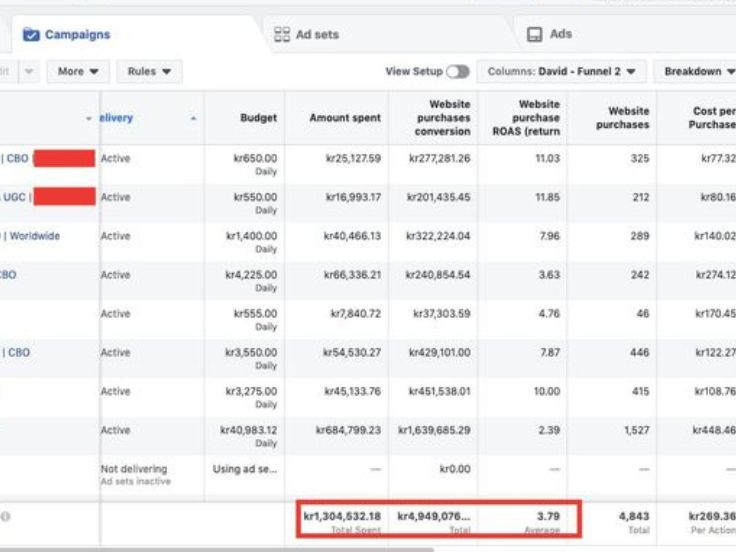 Campaigns
Ad sets
Ads
More
Rules
View Setup
Columns: David - Funnel 2
Breakdown
elivery
Budget
Amount spent
Website
purchases
conversion
Website
purchase
ROAS (return
Website
purchases
Cost per
Purchase
| CBO |
Active
kr650.00
Daily
kr25,127.59
kr277,281.26
11.03
325
kr77.32
UGC |
Active
kr550.00
Daily
kr16,993.17
kr201,435.45
11.85
212
kr80.16
| Worldwide
Active
kr1,400.00
Daily
kr40,466.13
kr322,224.04
7.96
289
kr140.02
CBO
Active
kr4,225.00
Daily
kr66,336.21
kr240,854.54
3.63
242
kr274.12
Active
kr555.00
Daily
kr7,840.72
kr37,303.59
4.76
46
kr170.45
| CBO
Active
kr3,550.00
Daily
kr54,530.27
kr429,101.00
7.87
446
kr122.27
Active
kr3,275.00
Daily
kr45,133.76
kr451,538.01
10.00
415
kr108.76
Active
kr40,983.12
Daily
kr684,799.23
kr1,639,685.29
2.39
1,527
kr448.46
Not delivering
Ad sets inactive
Using ad se...
—
kr0.00
—
—
—
kr1,304,532.18
Total Spent
kr4,949,076...
Total
3.79
Average
4,843
Total
kr269.36
Per Action